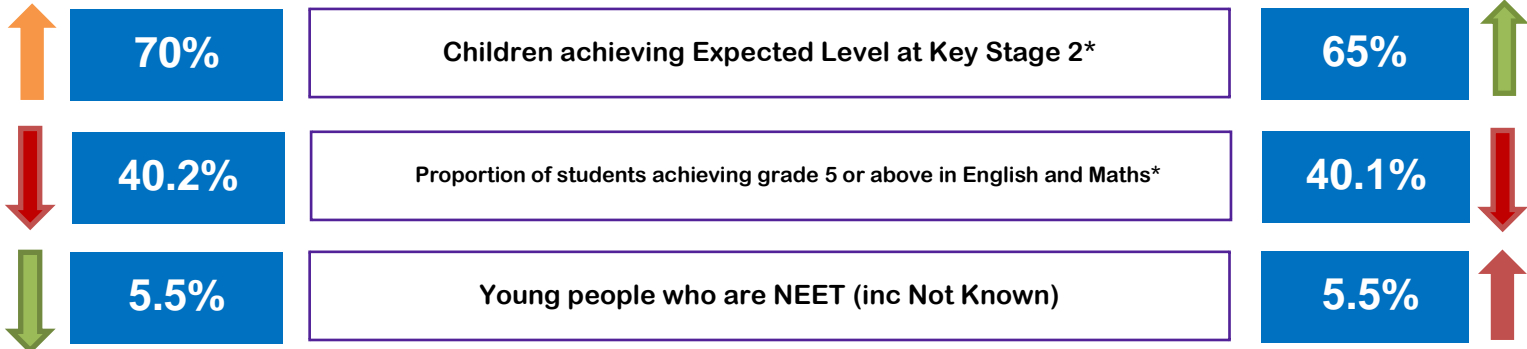 70% Children achieving Expected Level at Key Stage 2* 65%
40.2% Proportion of students achieving grade 5 or above in English and Maths* 40.1%
5.5% Young people who are NEET (inc Not Known) 5.5%